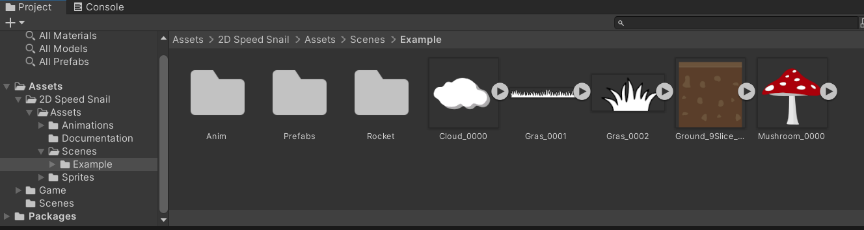 Project
Console
All Materials
All Models
All Prefabs
Assets
2D Speed Snail
Assets
Animations
Documentation
Scenes
Example
Sprites
Game
Scenes
Packages
Assets > 2D Speed Snail > Assets > Scenes > Example
Anim
Prefabs
Rocket
Cloud_0000
Gras_0001
Gras_0002
Ground_9Slice_...
Mushroom_0000